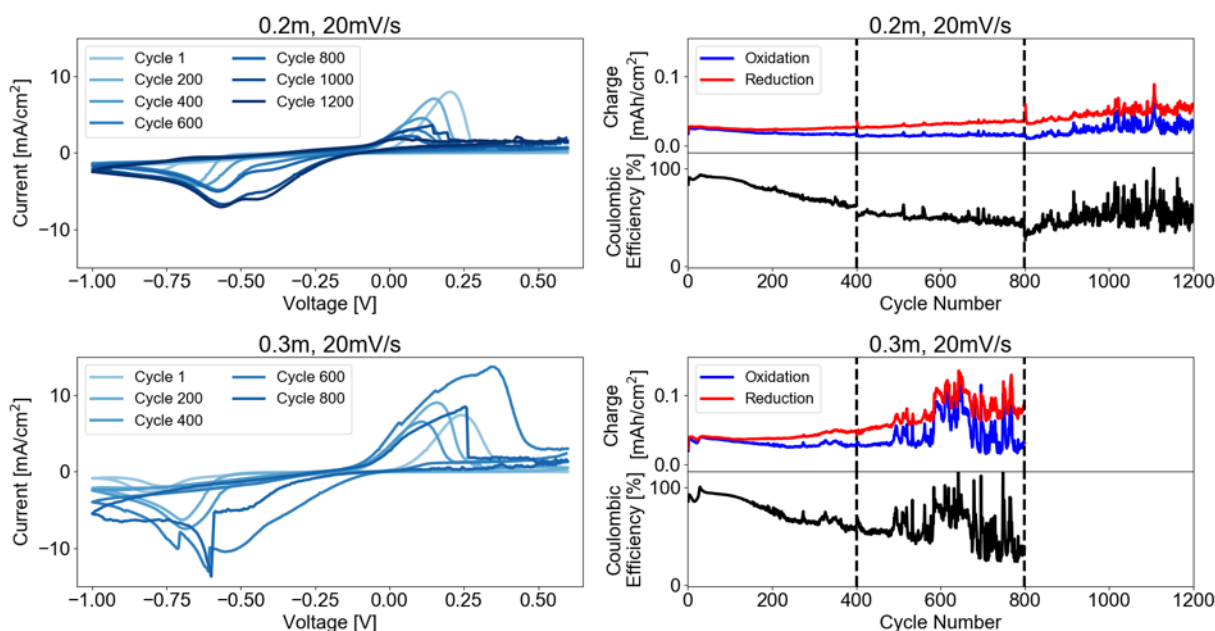 0.2m, 20mV/s
Current [mA/cm²]
10
0
−10
Cycle 1
Cycle 200
Cycle 400
Cycle 600
Cycle 800
Cycle 1000
Cycle 1200
−1.00 −0.75 −0.50 −0.25 0.00 0.25 0.50
Voltage [V]
0.2m, 20mV/s
Charge
[mAh/cm²]
0.1
0.0
Oxidation
Reduction
Coulombic
Efficiency [%]
100
0
0 200 400 600 800 1000 1200
Cycle Number
0.3m, 20mV/s
Current [mA/cm²]
10
0
−10
Cycle 1
Cycle 200
Cycle 400
Cycle 600
Cycle 800
−1.00 −0.75 −0.50 −0.25 0.00 0.25 0.50
Voltage [V]
0.3m, 20mV/s
Charge
[mAh/cm²]
0.1
0.0
Oxidation
Reduction
Coulombic
Efficiency [%]
100
0
0 200 400 600 800 1000 1200
Cycle Number